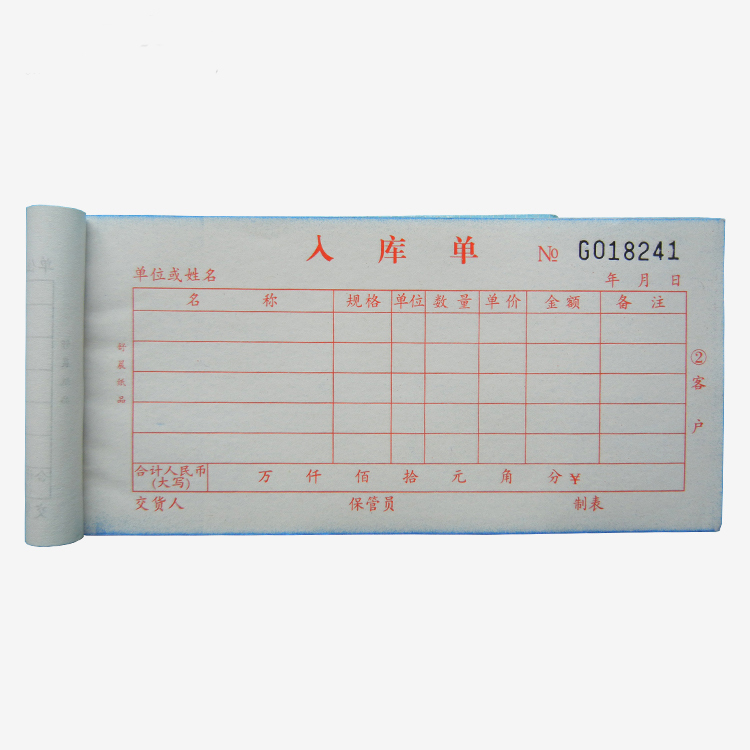 入库单 № G018241
单位或姓名 年 月 日
名 称 规格 单位 数量 单价 金额 备 注
②客户
合计人民币(大写) 万 仟 佰 拾 元 角 分 ¥
交货人 保管员 制表